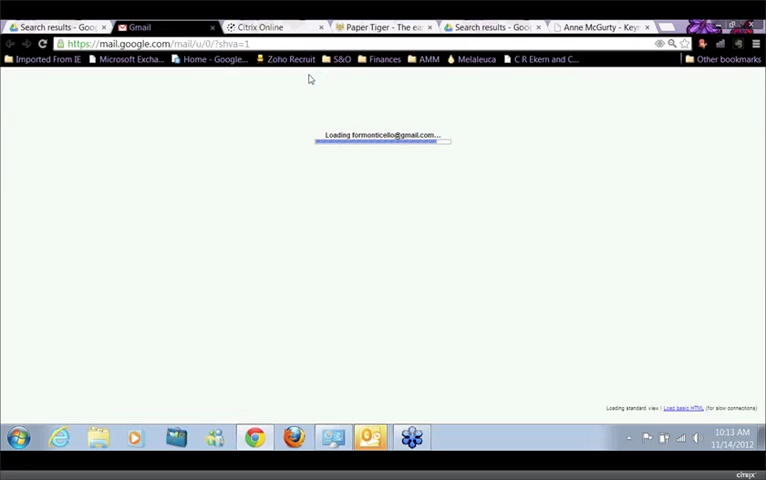 Search results - Goo... Gmail Citrix Online Paper Tiger - The ea... Search results - Goo... Anne McGurty - Keyn...
https://mail.google.com/mail/u/0/?shva=1
Imported From IE Microsoft Excha... Home - Google... Zoho Recruit S&O Finances AMM Melaleuca C R Ekern and C... Other bookmarks
Loading formonticello@gmail.com...
Loading standard view | Load basic HTML (for slow connections)
10:13 AM
11/14/2012
citrix